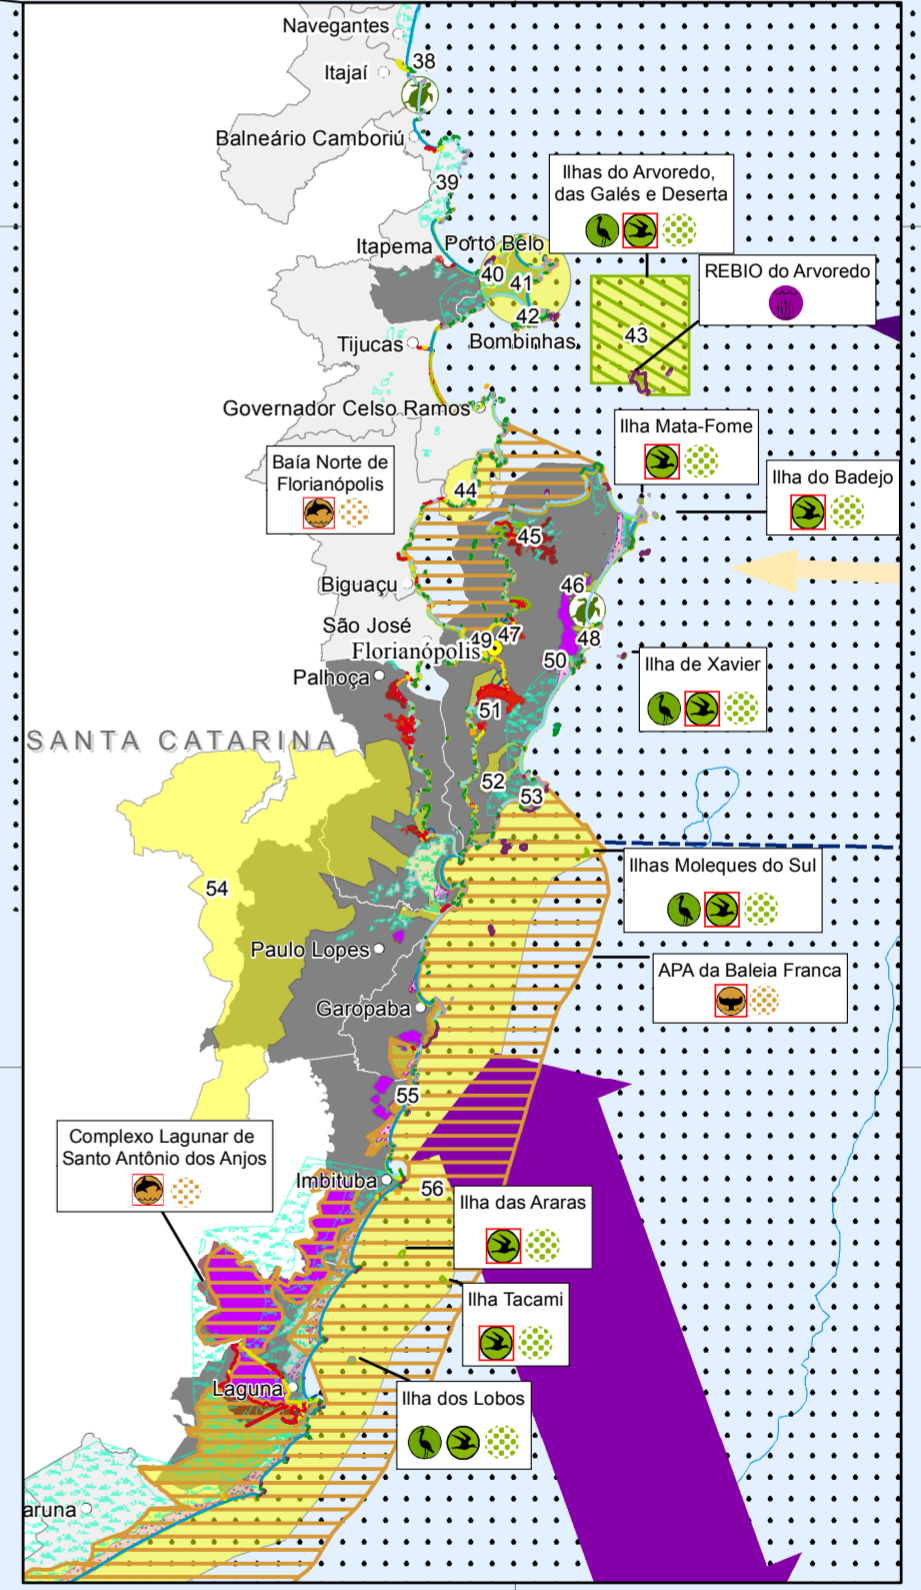 Navegantes
38
Itajaí
Balneário Camboriú
39
Ilhas do Arvoredo,
das Galés e Deserta
Itapema
Porto Belo
REBIO do Arvoredo
40
41
42
43
Tijucas
Bombinhas
Governador Celso Ramos
Ilha Mata-Fome
Baía Norte de
Florianópolis
Ilha do Badejo
44
45
Biguaçu
46
São José
49
47
48
Florianópolis
50
Ilha de Xavier
Palhoça
51
SANTA CATARINA
52
53
Ilhas Moleques do Sul
54
Paulo Lopes
APA da Baleia Franca
Garopaba
55
Complexo Lagunar de
Santo Antônio dos Anjos
Imbituba
56
Ilha das Araras
Ilha Tacami
Laguna
Ilha dos Lobos
aruna